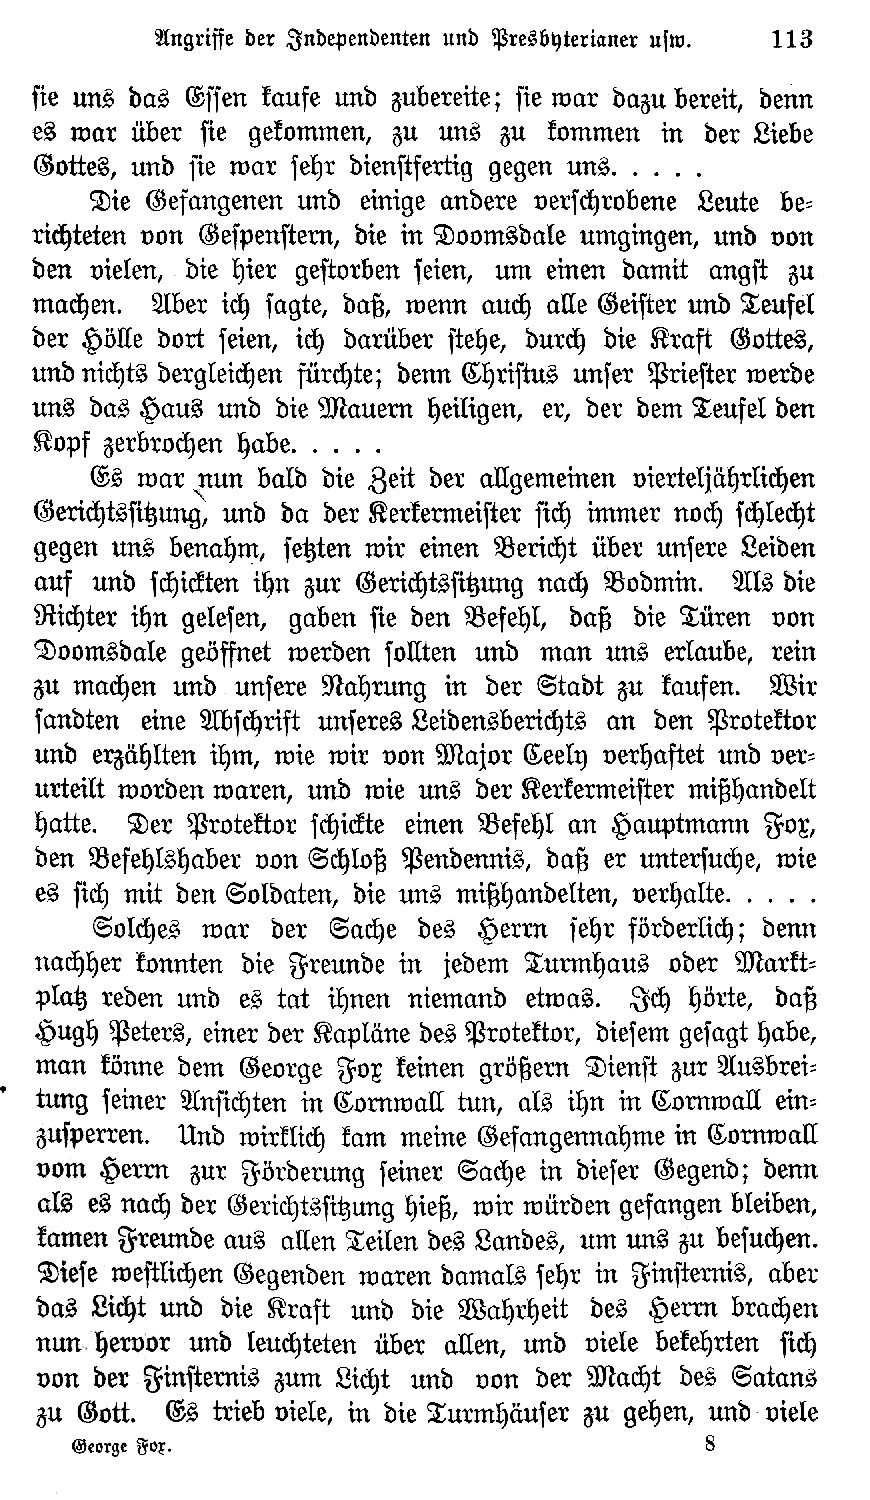 Angriffe der Independenten und Presbyterianer usw. 113
sie uns das Essen kaufe und zubereite; sie war dazu bereit, denn
es war über sie gekommen, zu uns zu kommen in der Liebe
Gottes, und sie war sehr dienstfertig gegen uns. . . . .
Die Gefangenen und einige andere verschrobene Leute be-
richteten von Gespenstern, die in Doomsdale umgingen, und von
den vielen, die hier gestorben seien, um einen damit angst zu
machen. Aber ich sagte, daß, wenn auch alle Geister und Teufel
der Hölle dort seien, ich darüber stehe, durch die Kraft Gottes,
und nichts dergleichen fürchte; denn Christus unser Priester werde
uns das Haus und die Mauern heiligen, er, der dem Teufel den
Kopf zerbrochen habe. . . . .
Es war nun bald die Zeit der allgemeinen vierteljährlichen
Gerichtssitzung, und da der Kerkermeister sich immer noch schlecht
gegen uns benahm, setzten wir einen Bericht über unsere Leiden
auf und schickten ihn zur Gerichtssitzung nach Bodmin. Als die
Richter ihn gelesen, gaben sie den Befehl, daß die Türen von
Doomsdale geöffnet werden sollten und man uns erlaube, rein
zu machen und unsere Nahrung in der Stadt zu kaufen. Wir
sandten eine Abschrift unseres Leidensberichts an den Protektor
und erzählten ihm, wie wir von Major Ceely verhaftet und ver-
urteilt worden waren, und wie uns der Kerkermeister mißhandelt
hatte. Der Protektor schickte einen Befehl an Hauptmann Fox,
den Befehlshaber von Schloß Pendennis, daß er untersuche, wie
es sich mit den Soldaten, die uns mißhandelten, verhalte. . . . .
Solches war der Sache des Herrn sehr förderlich; denn
nachher konnten die Freunde in jedem Turmhaus oder Markt-
platz reden und es tat ihnen niemand etwas. Ich hörte, daß
Hugh Peters, einer der Kapläne des Protektor, diesem gesagt habe,
man könne dem George Fox keinen größern Dienst zur Ausbrei-
tung seiner Ansichten in Cornwall tun, als ihn in Cornwall ein-
zusperren. Und wirklich kam meine Gefangennahme in Cornwall
vom Herrn zur Förderung seiner Sache in dieser Gegend; denn
als es nach der Gerichtssitzung hieß, wir würden gefangen bleiben,
kamen Freunde aus allen Teilen des Landes, um uns zu besuchen.
Diese westlichen Gegenden waren damals sehr in Finsternis, aber
das Licht und die Kraft und die Wahrheit des Herrn brachen
nun hervor und leuchteten über allen, und viele bekehrten sich
von der Finsternis zum Licht und von der Macht des Satans
zu Gott. Es trieb viele, in die Turmhäuser zu gehen, und viele
George Fox. 8